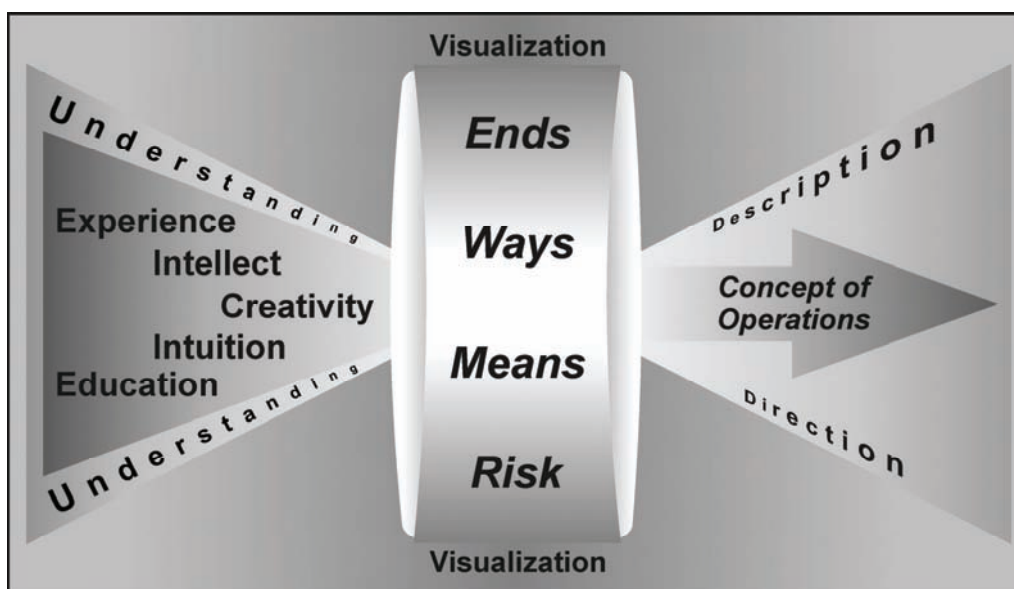 Visualization
Understanding
Experience
Intellect
Creativity
Intuition
Education
Understanding
Ends
Ways
Means
Risk
Description
Concept of
Operations
Direction
Visualization